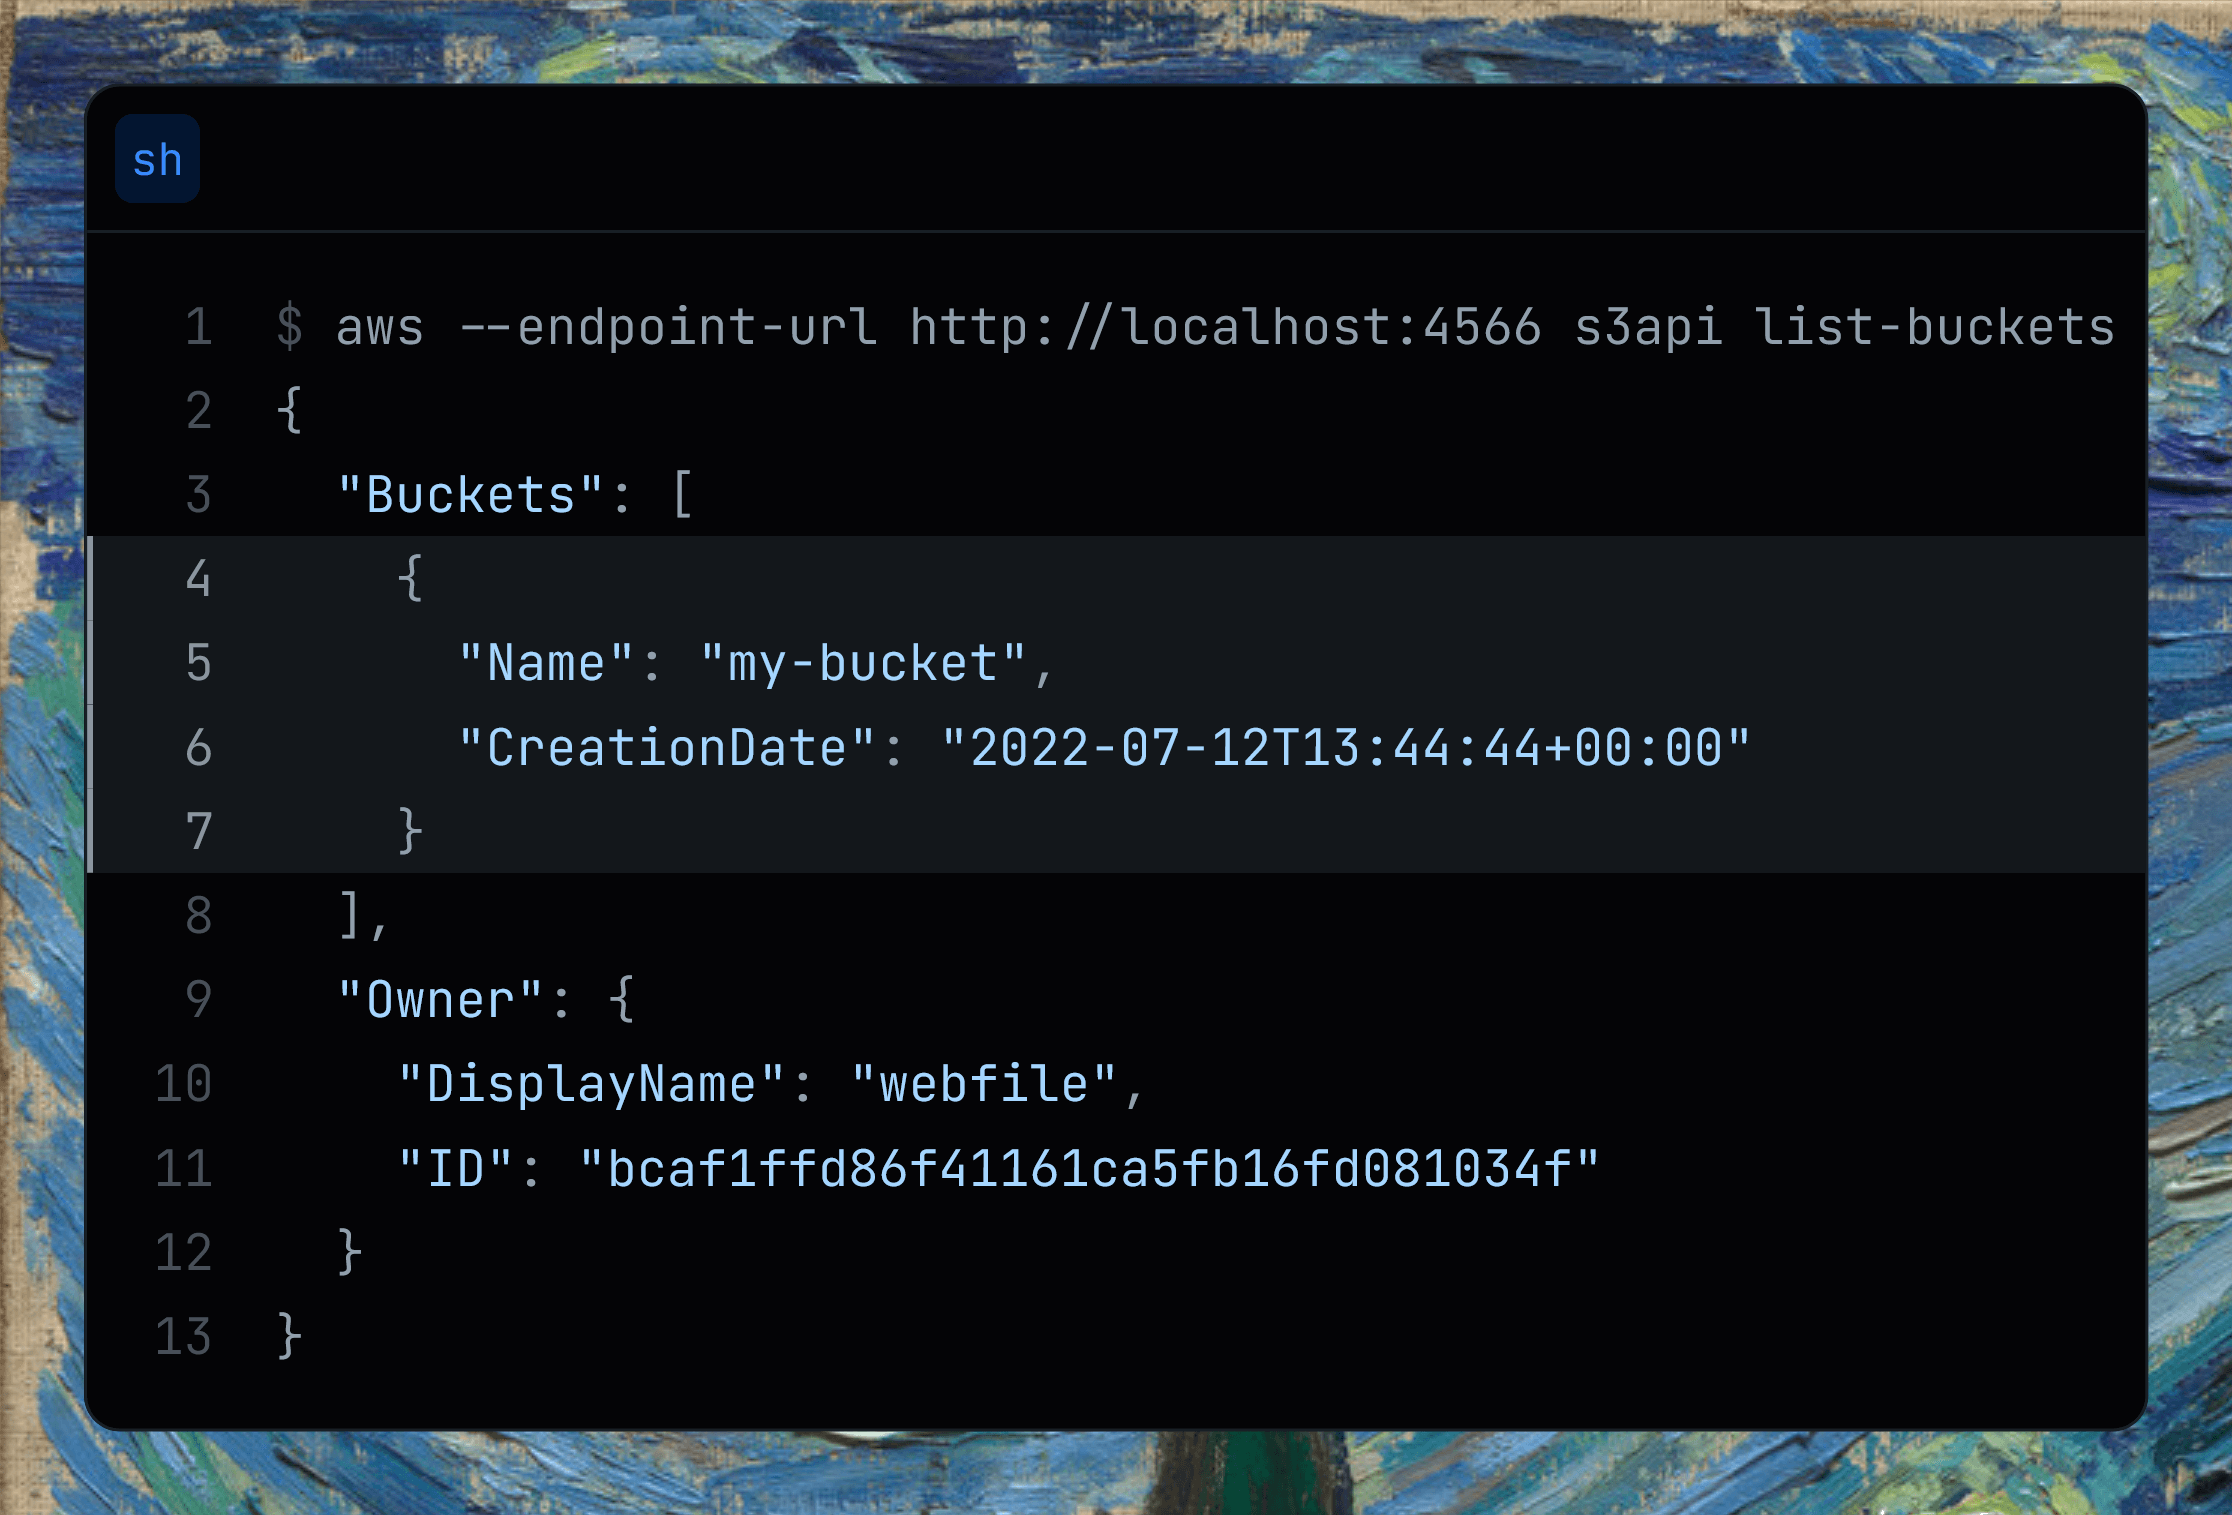 sh
1 $ aws --endpoint-url http://localhost:4566 s3api list-buckets
2 {
3   "Buckets": [
4     {
5       "Name": "my-bucket",
6       "CreationDate": "2022-07-12T13:44:44+00:00"
7     }
8   ],
9   "Owner": {
10     "DisplayName": "webfile",
11     "ID": "bcaf1ffd86f41161ca5fb16fd081034f"
12   }
13 }